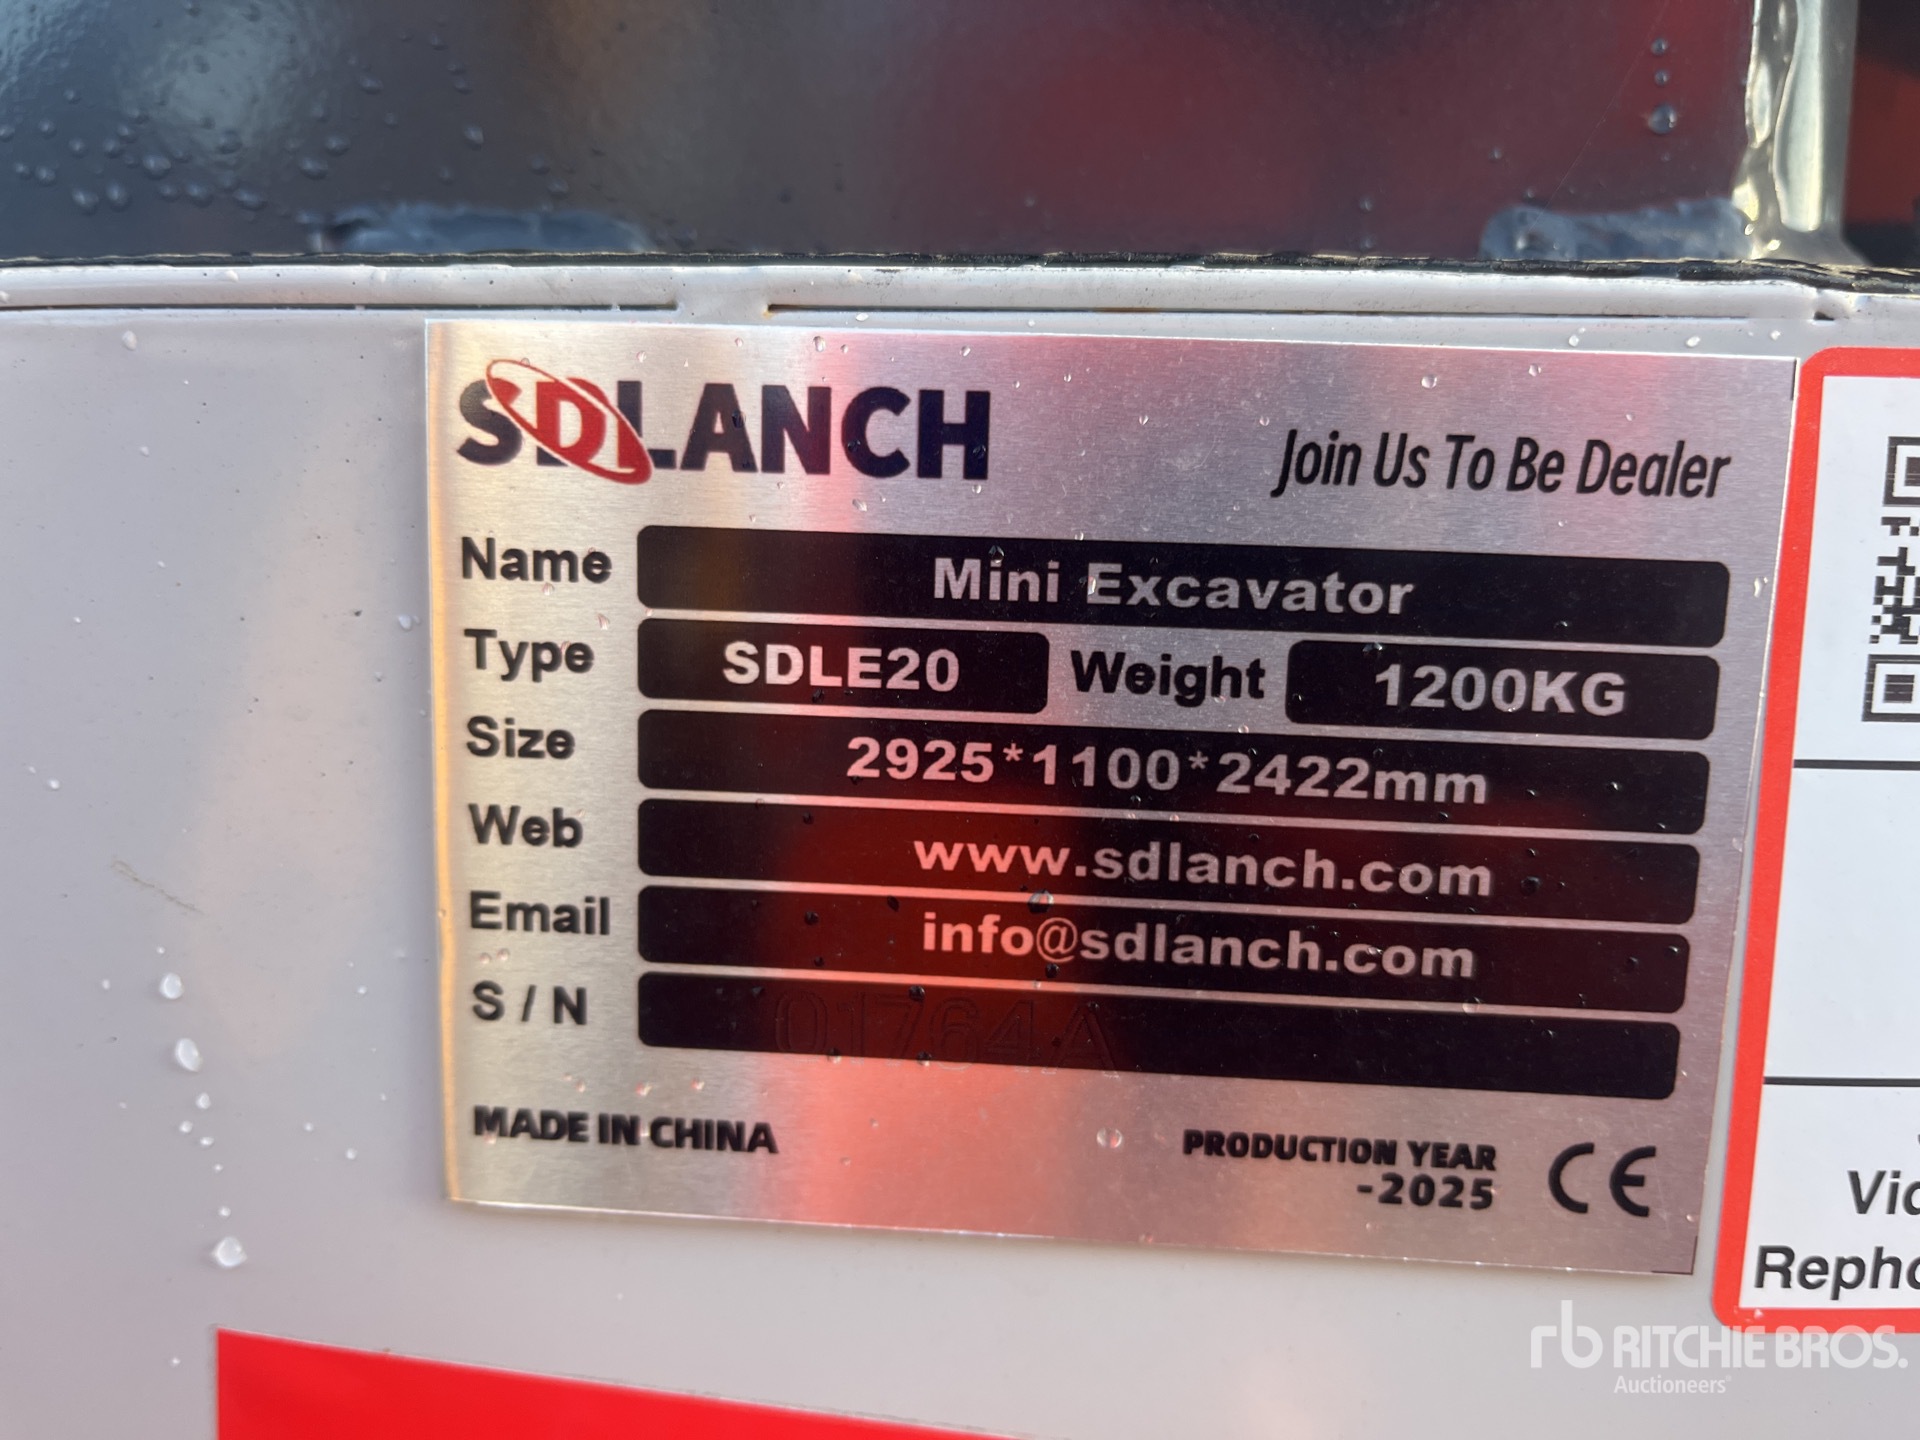 SDLANCH
Join Us To Be Dealer
Name Mini Excavator
Type SDLE20 Weight 1200KG
Size 2925*1100*2422mm
Web www.sdlanch.com
Email info@sdlanch.com
S / N 01764A
MADE IN CHINA
PRODUCTION YEAR
-2025
CE
rb RITCHIE BROS.
Auctioneers